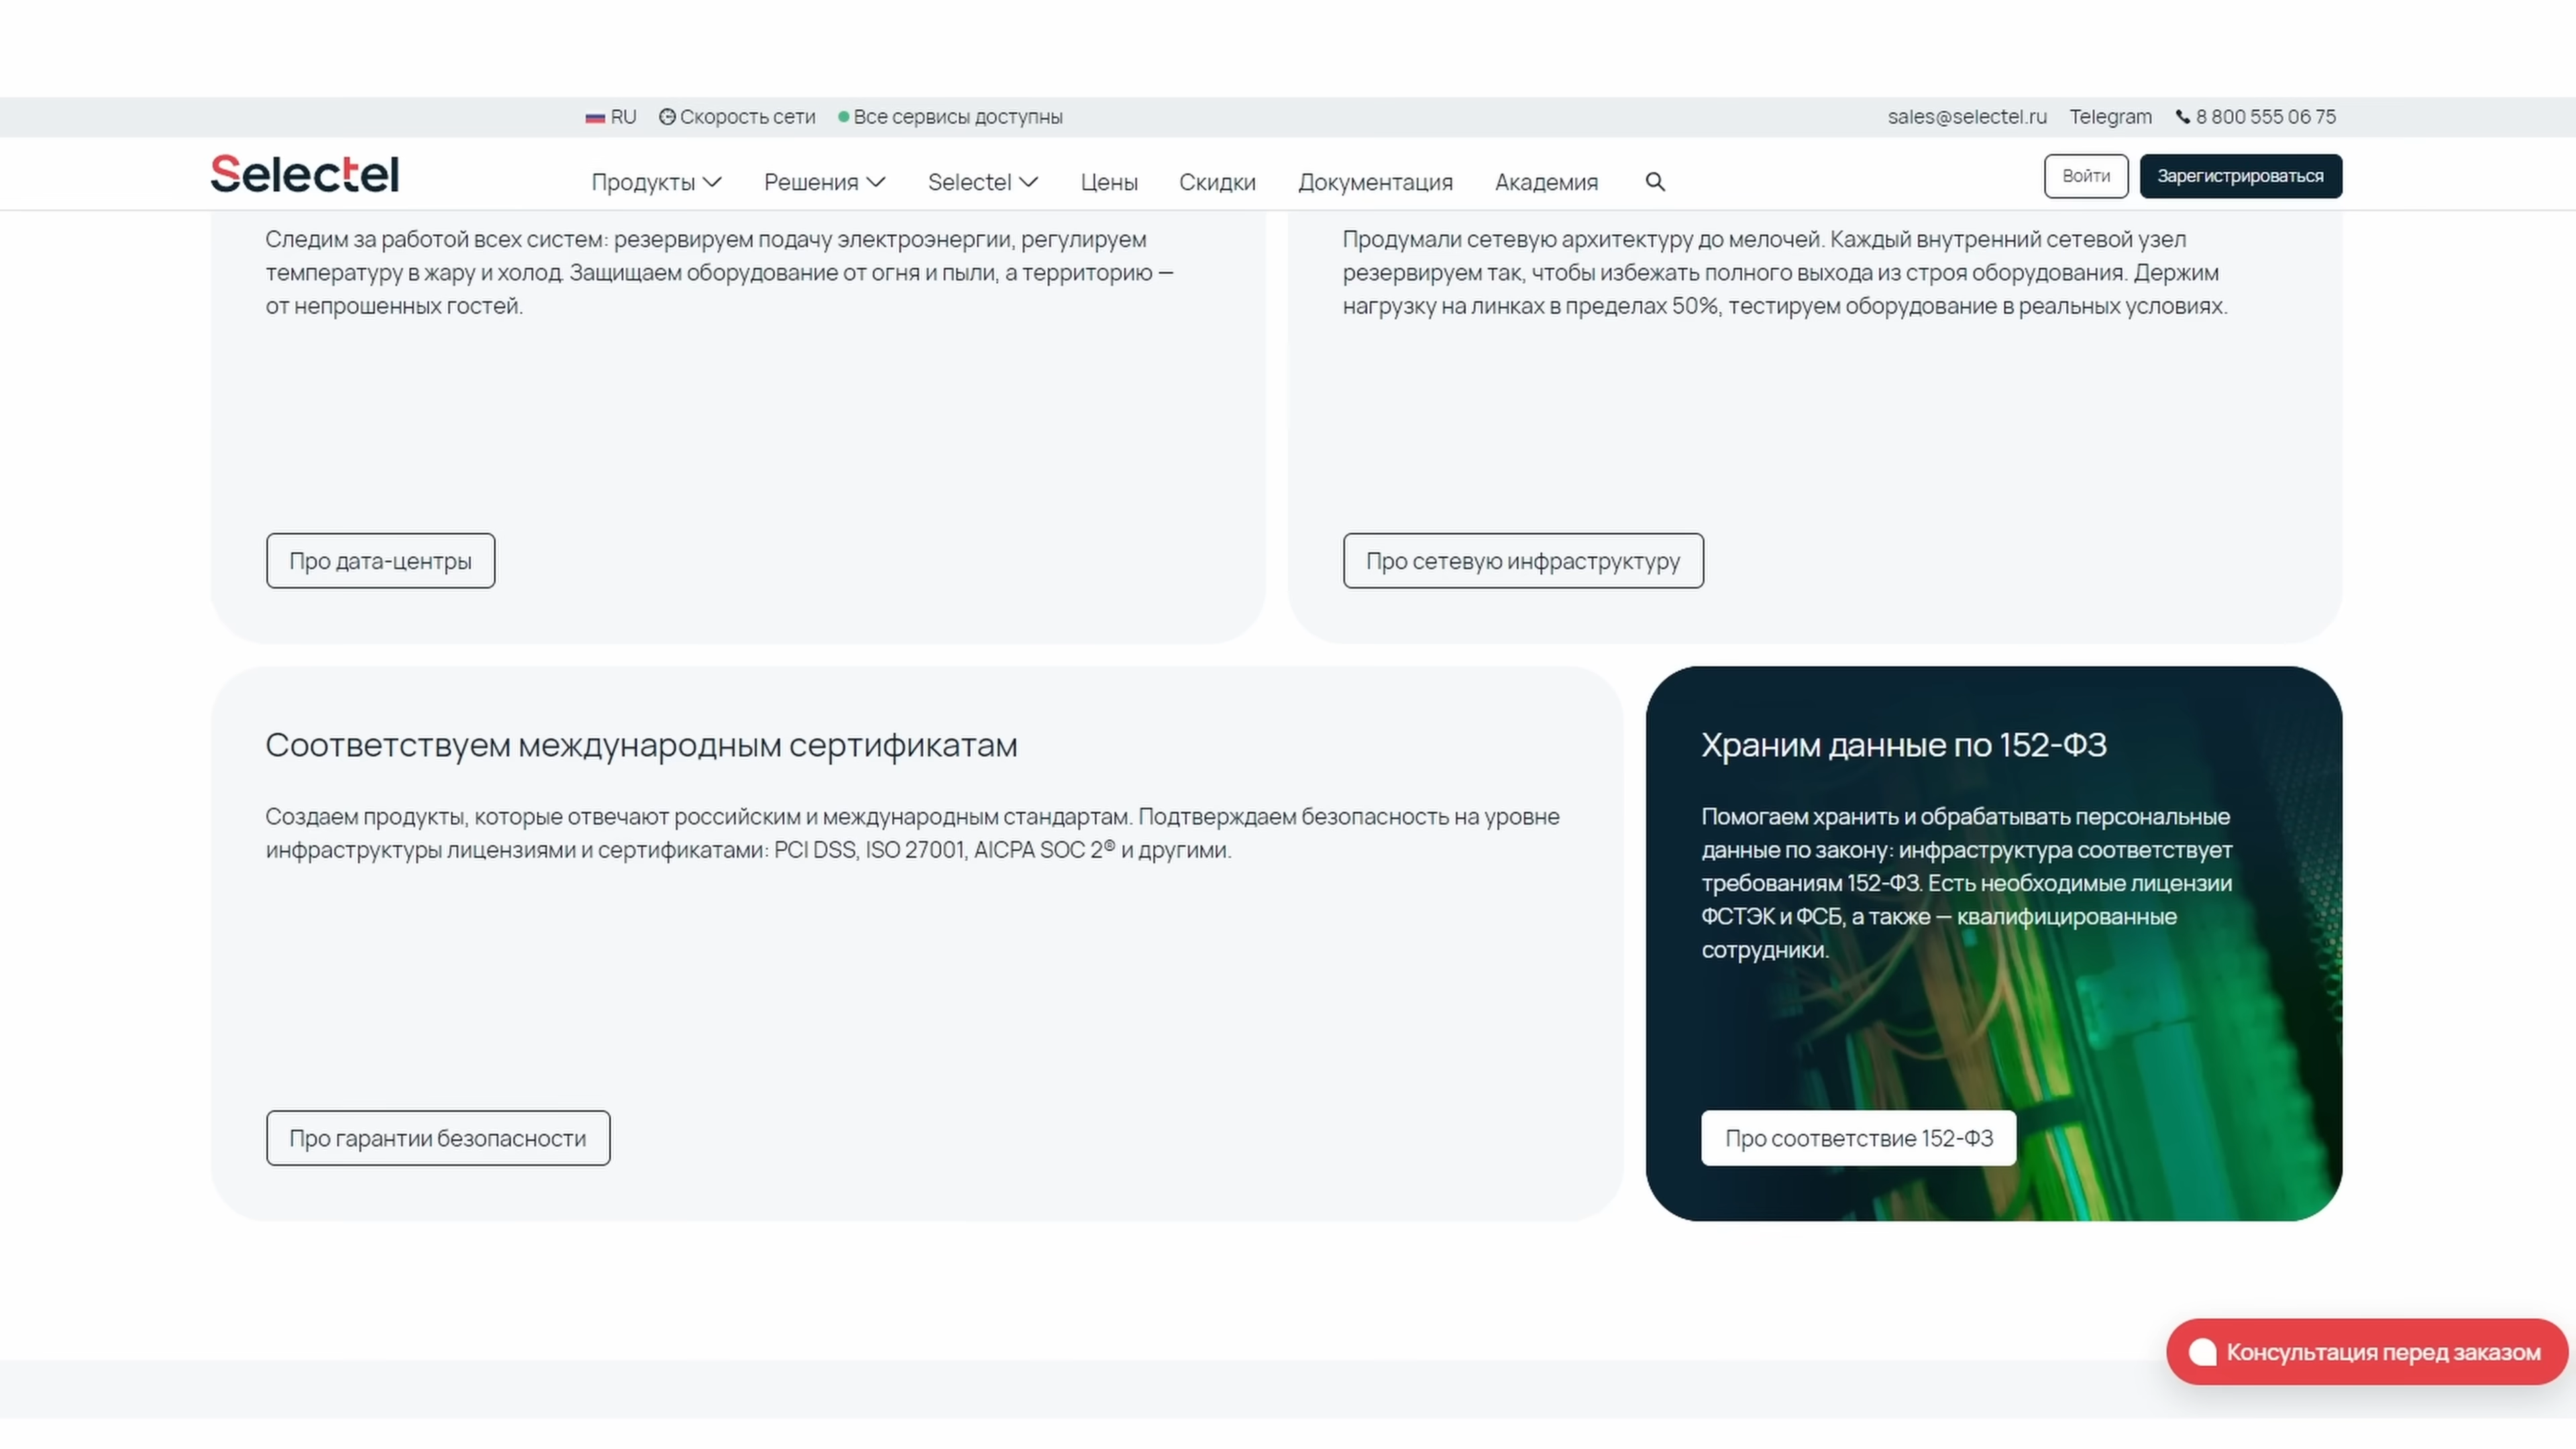 RU Скорость сети Все сервисы доступны sales@selectel.ru Telegram 8 800 555 06 75
Selectel Продукты Решения Selectel Цены Скидки Документация Академия Войти Зарегистрироваться
Следим за работой всех систем: резервируем подачу электроэнергии, регулируем
температуру в жару и холод. Защищаем оборудование от огня и пыли, а территорию —
от непрошенных гостей.
Про дата-центры
Продумали сетевую архитектуру до мелочей. Каждый внутренний сетевой узел
резервируем так, чтобы избежать полного выхода из строя оборудования. Держим
нагрузку на линках в пределах 50%, тестируем оборудование в реальных условиях.
Про сетевую инфраструктуру
Соответствуем международным сертификатам
Создаем продукты, которые отвечают российским и международным стандартам. Подтверждаем безопасность на уровне
инфраструктуры лицензиями и сертификатами: PCI DSS, ISO 27001, AICPA SOC 2® и другими.
Про гарантии безопасности
Храним данные по 152-ФЗ
Помогаем хранить и обрабатывать персональные
данные по закону: инфраструктура соответствует
требованиям 152-ФЗ. Есть необходимые лицензии
ФСТЭК и ФСБ, а также — квалифицированные
сотрудники.
Про соответствие 152-ФЗ
Консультация перед заказом